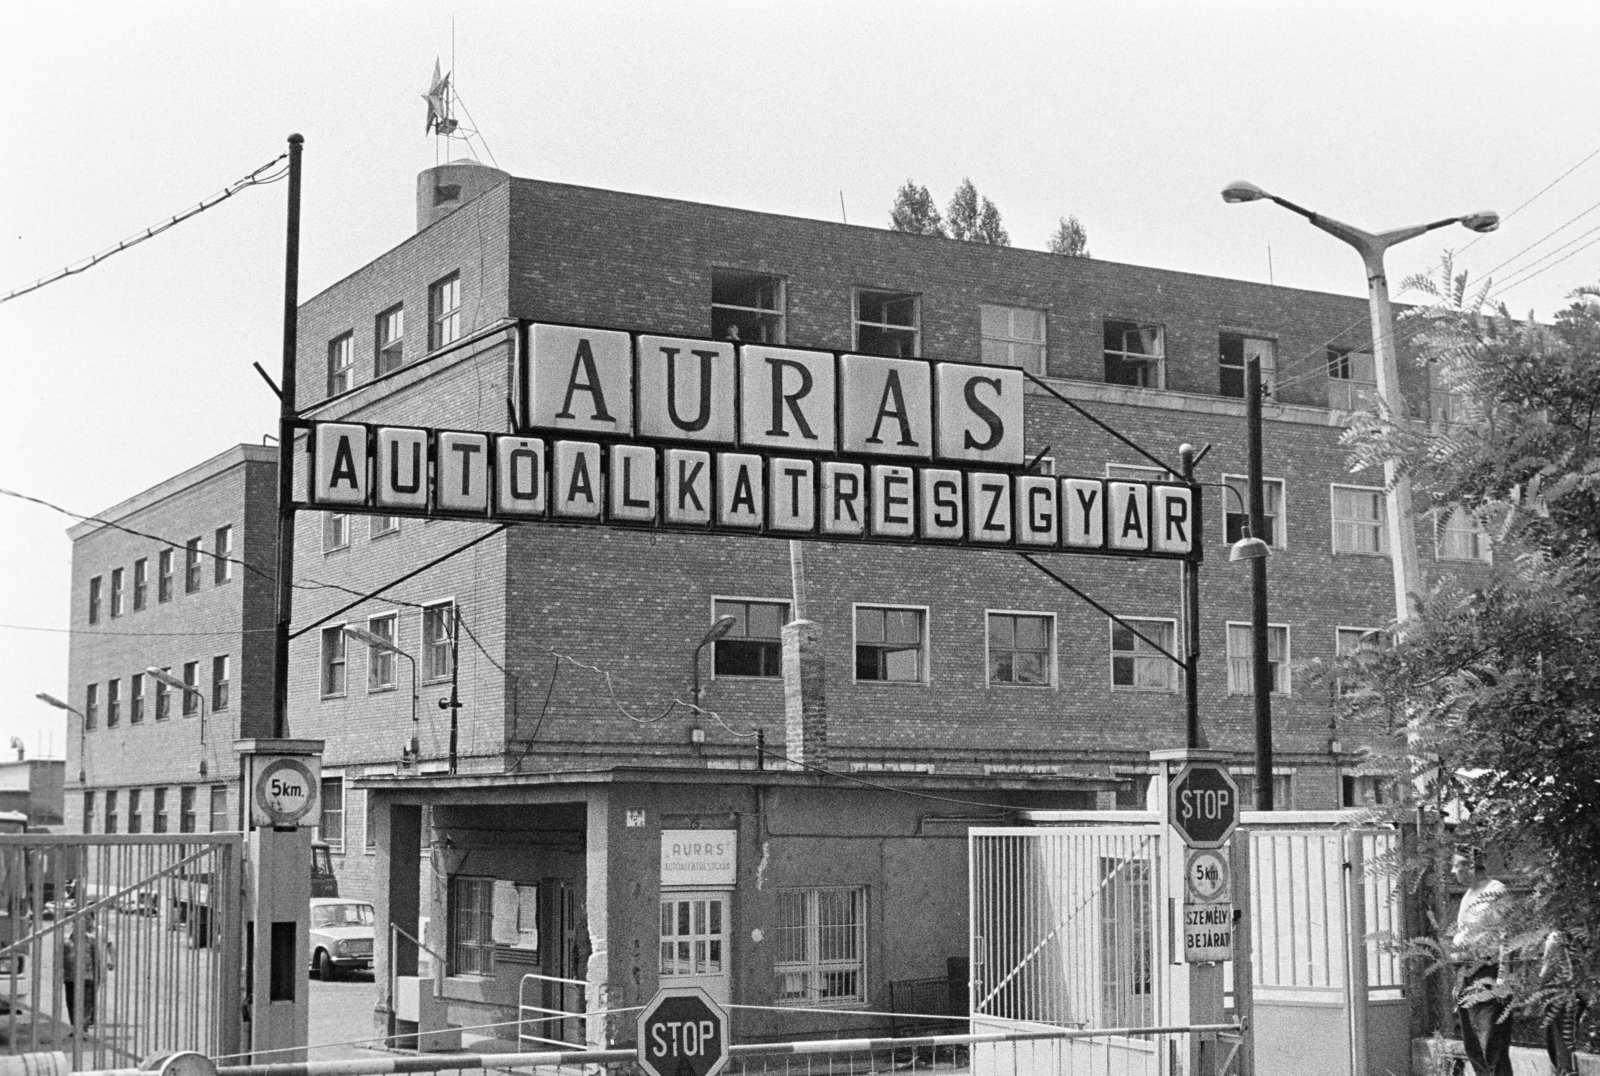 AURAS
AUTÓALKATRÉSZGYÁR
5km.
STOP
AURAS
AUTÓALKATRÉSZGYÁR
5km.
SZEMÉLY
BEJÁRAT
STOP